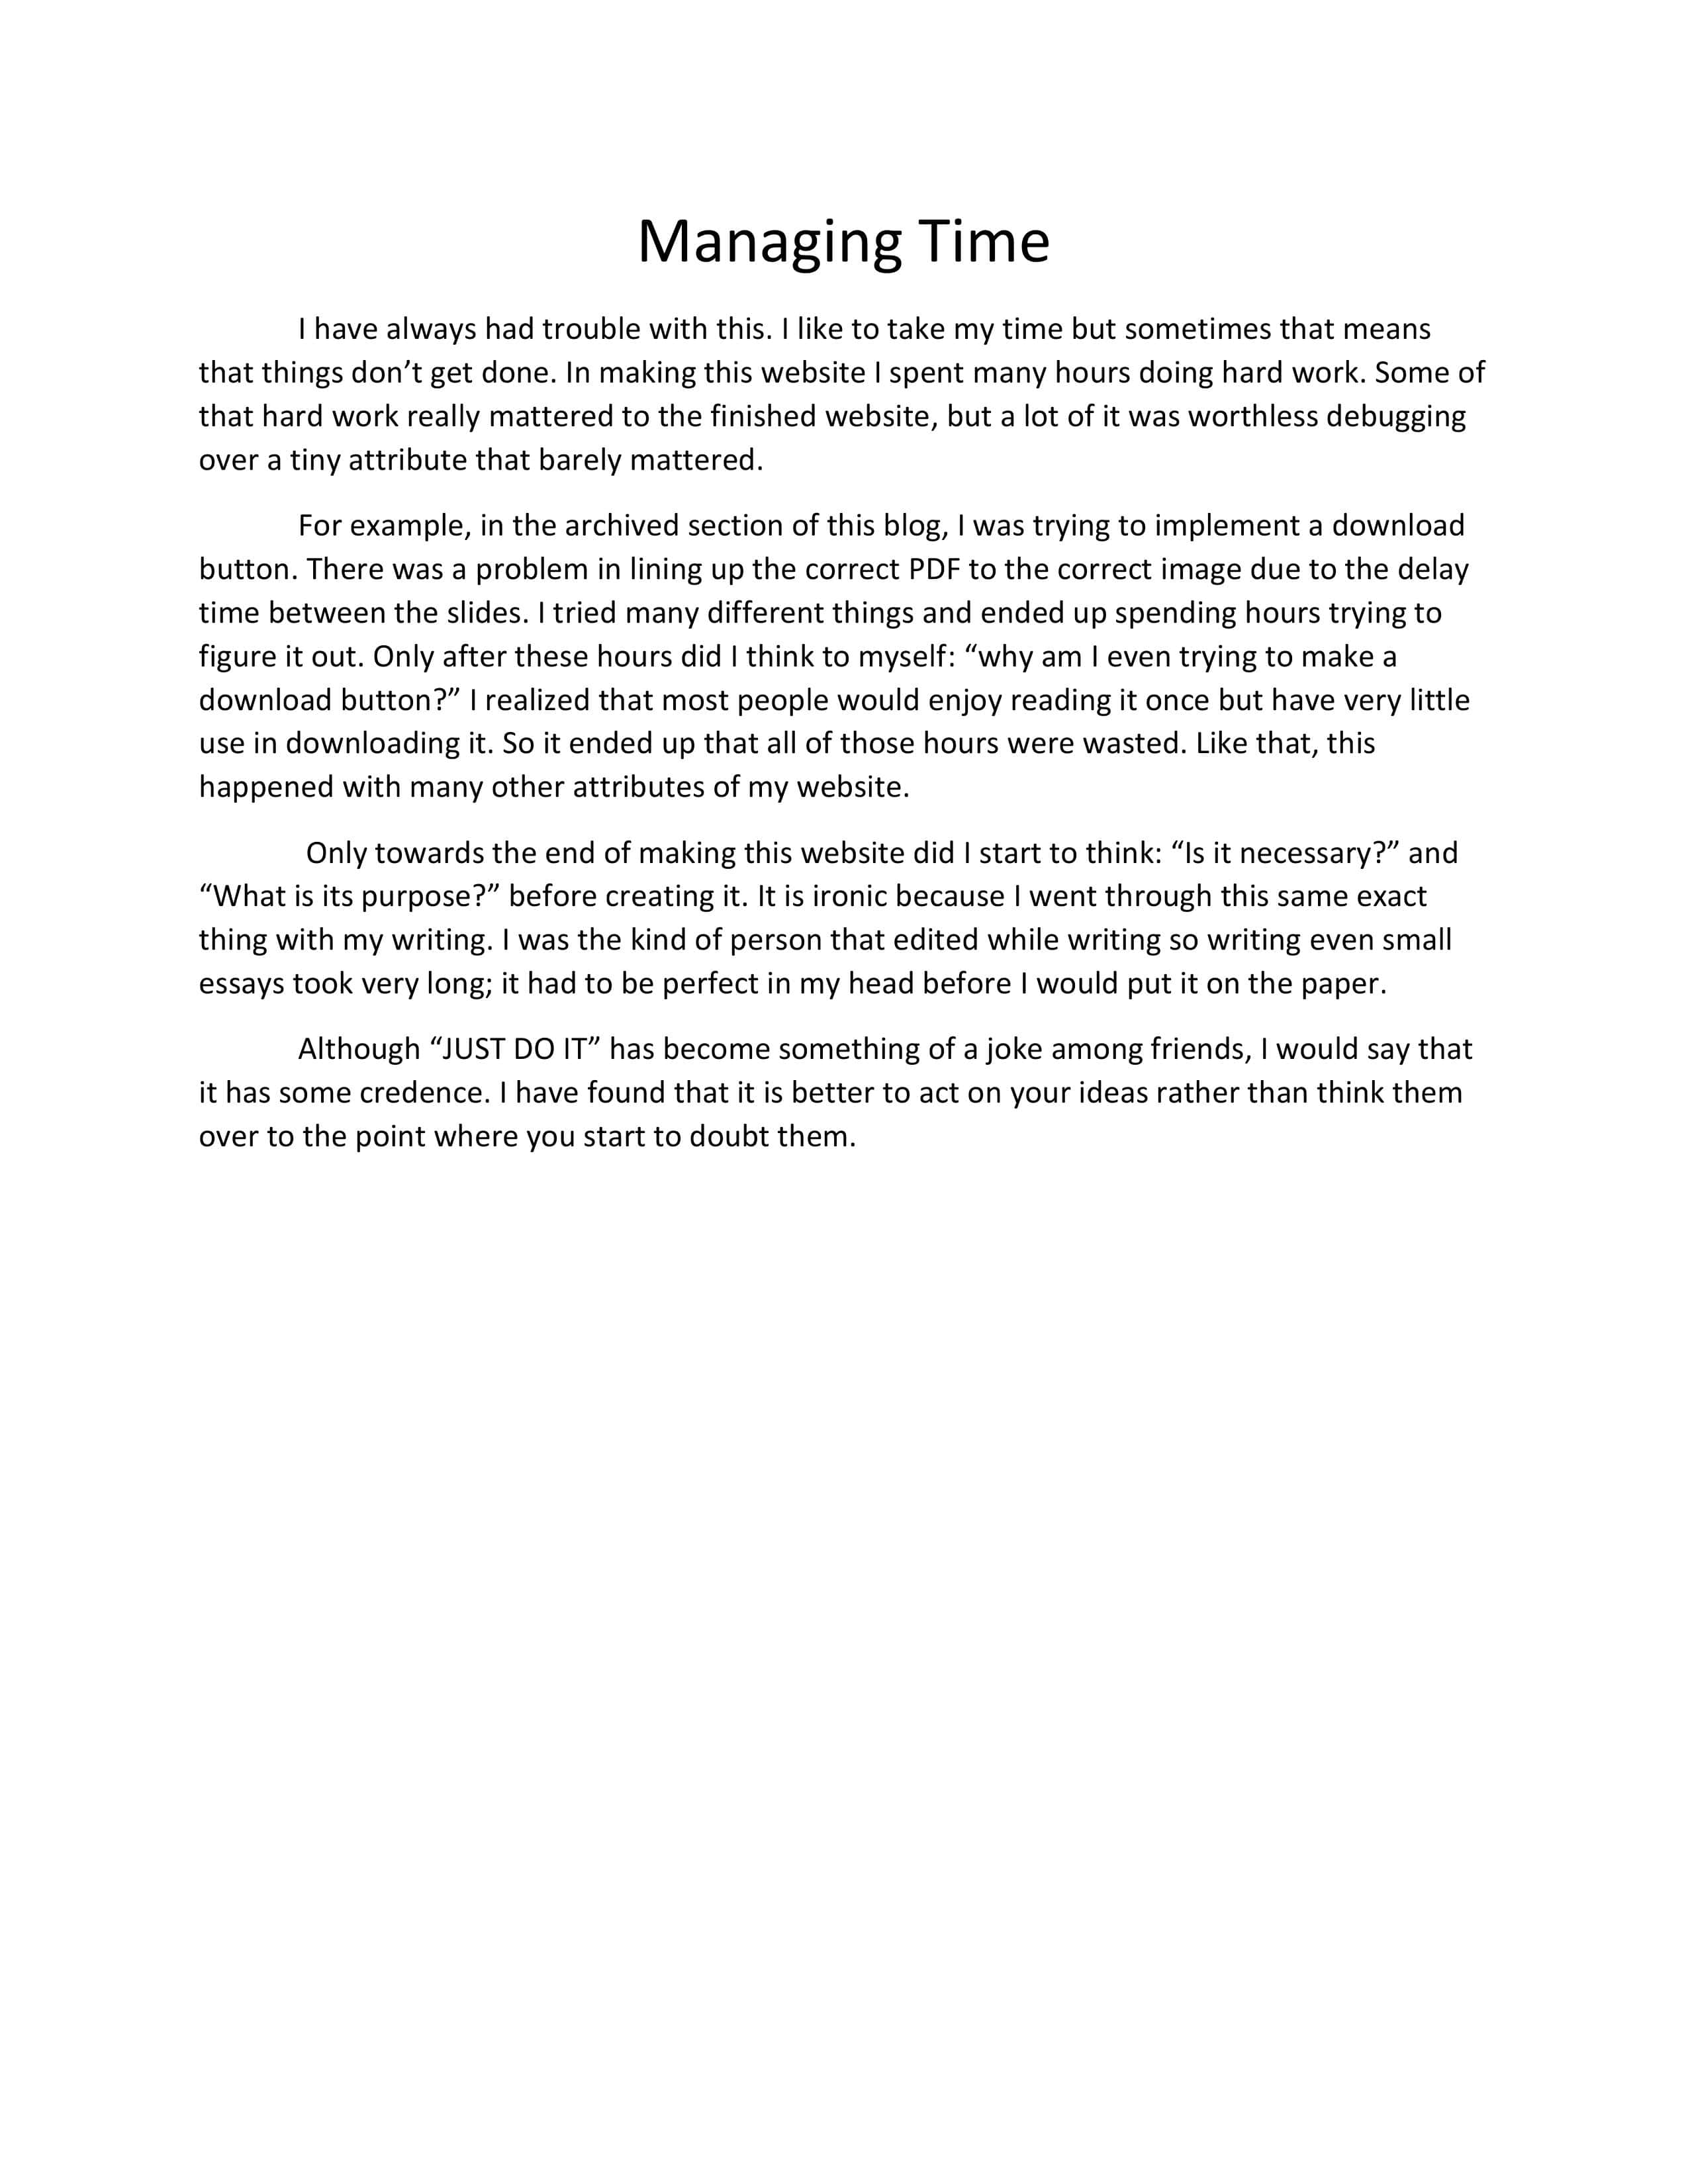 Managing Time
I have always had trouble with this. I like to take my time but sometimes that means
that things don’t get done. In making this website I spent many hours doing hard work. Some of
that hard work really mattered to the finished website, but a lot of it was worthless debugging
over a tiny attribute that barely mattered.
For example, in the archived section of this blog, I was trying to implement a download
button. There was a problem in lining up the correct PDF to the correct image due to the delay
time between the slides. I tried many different things and ended up spending hours trying to
figure it out. Only after these hours did I think to myself: “why am I even trying to make a
download button?” I realized that most people would enjoy reading it once but have very little
use in downloading it. So it ended up that all of those hours were wasted. Like that, this
happened with many other attributes of my website.
Only towards the end of making this website did I start to think: “Is it necessary?” and
“What is its purpose?” before creating it. It is ironic because I went through this same exact
thing with my writing. I was the kind of person that edited while writing so writing even small
essays took very long; it had to be perfect in my head before I would put it on the paper.
Although “JUST DO IT” has become something of a joke among friends, I would say that
it has some credence. I have found that it is better to act on your ideas rather than think them
over to the point where you start to doubt them.